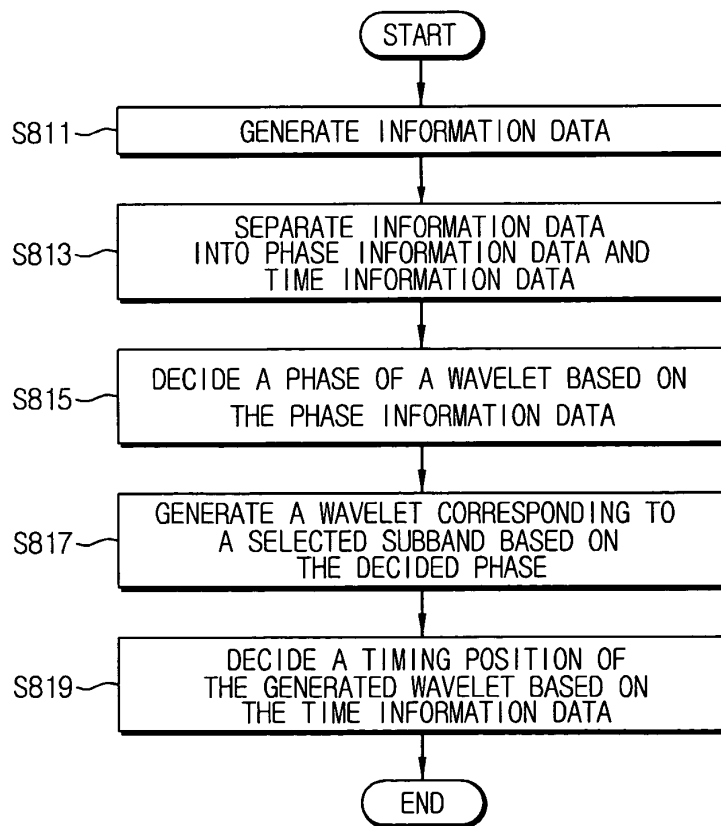 START
S811
GENERATE INFORMATION DATA
S813
SEPARATE INFORMATION DATA
INTO PHASE INFORMATION DATA AND
TIME INFORMATION DATA
S815
DECIDE A PHASE OF A WAVELET BASED ON
THE PHASE INFORMATION DATA
S817
GENERATE A WAVELET CORRESPONDING TO
A SELECTED SUBBAND BASED ON
THE DECIDED PHASE
S819
DECIDE A TIMING POSITION OF
THE GENERATED WAVELET BASED ON
THE TIME INFORMATION DATA
END